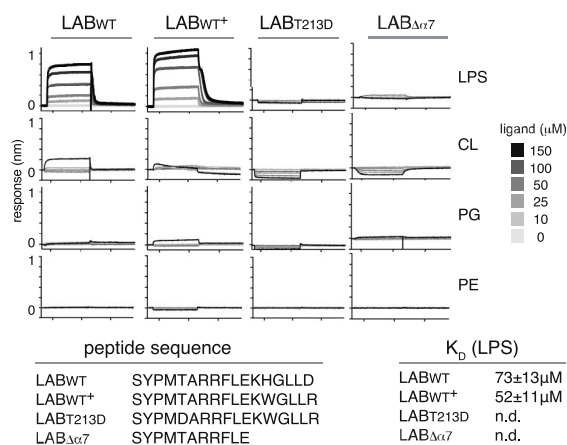 LABWT LABWT+ LABT213D LABΔα7
1
0
LPS
1
0
CL
1
0
PG
1
0
PE
response (nm)
ligand (μM)
150
100
50
25
10
0
peptide sequence
LABWT SYPMTARRFLEKHGLLD
LABWT+ SYPMTARRFLEKWGLLR
LABT213D SYPMDARRFLEKWGLLR
LABΔα7 SYPMTARRFLE
KD (LPS)
LABWT 73±13μM
LABWT+ 52±11μM
LABT213D n.d.
LABΔα7 n.d.